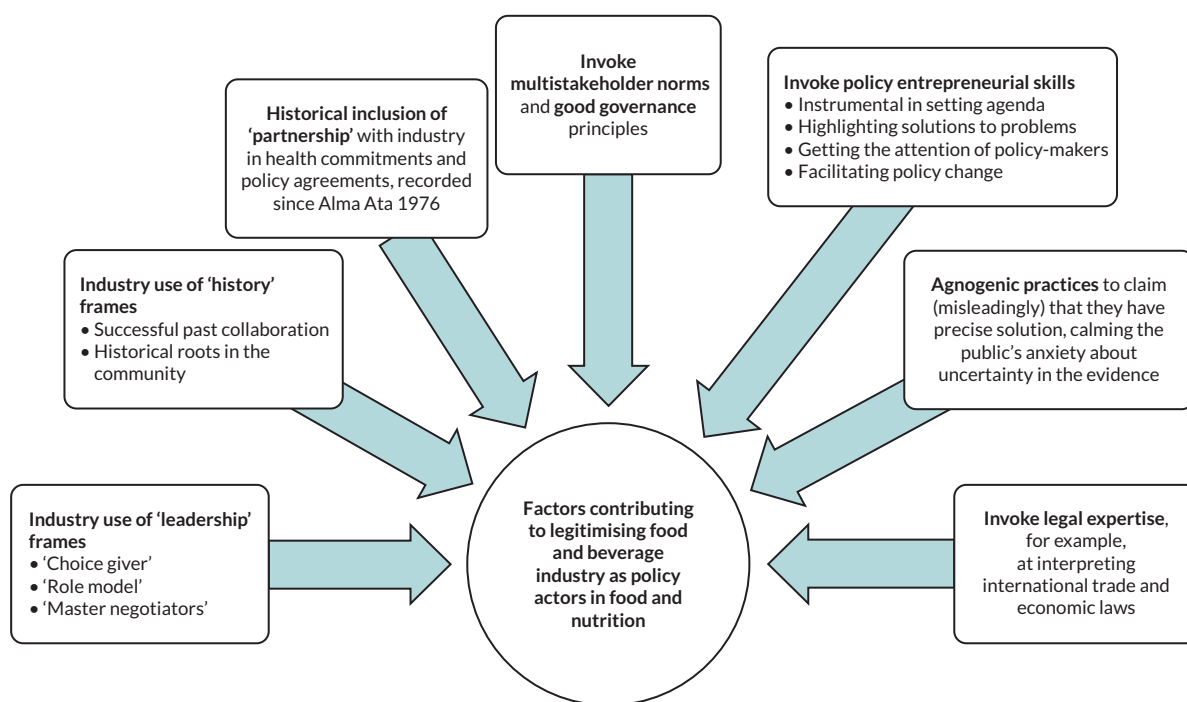 Invoke
multistakeholder norms
and good governance
principles
Invoke policy entrepreneurial skills
• Instrumental in setting agenda
• Highlighting solutions to problems
• Getting the attention of policy-makers
• Facilitating policy change
Historical inclusion of
‘partnership’ with industry
in health commitments and
policy agreements, recorded
since Alma Ata 1976
Industry use of ‘history’
frames
• Successful past collaboration
• Historical roots in the
community
Agnogenic practices to claim
(misleadingly) that they have
precise solution, calming the
public’s anxiety about
uncertainty in the evidence
Industry use of ‘leadership’
frames
• ‘Choice giver’
• ‘Role model’
• ‘Master negotiators’
Factors contributing
to legitimising food
and beverage
industry as policy
actors in food and
nutrition
Invoke legal expertise,
for example,
at interpreting
international trade and
economic laws